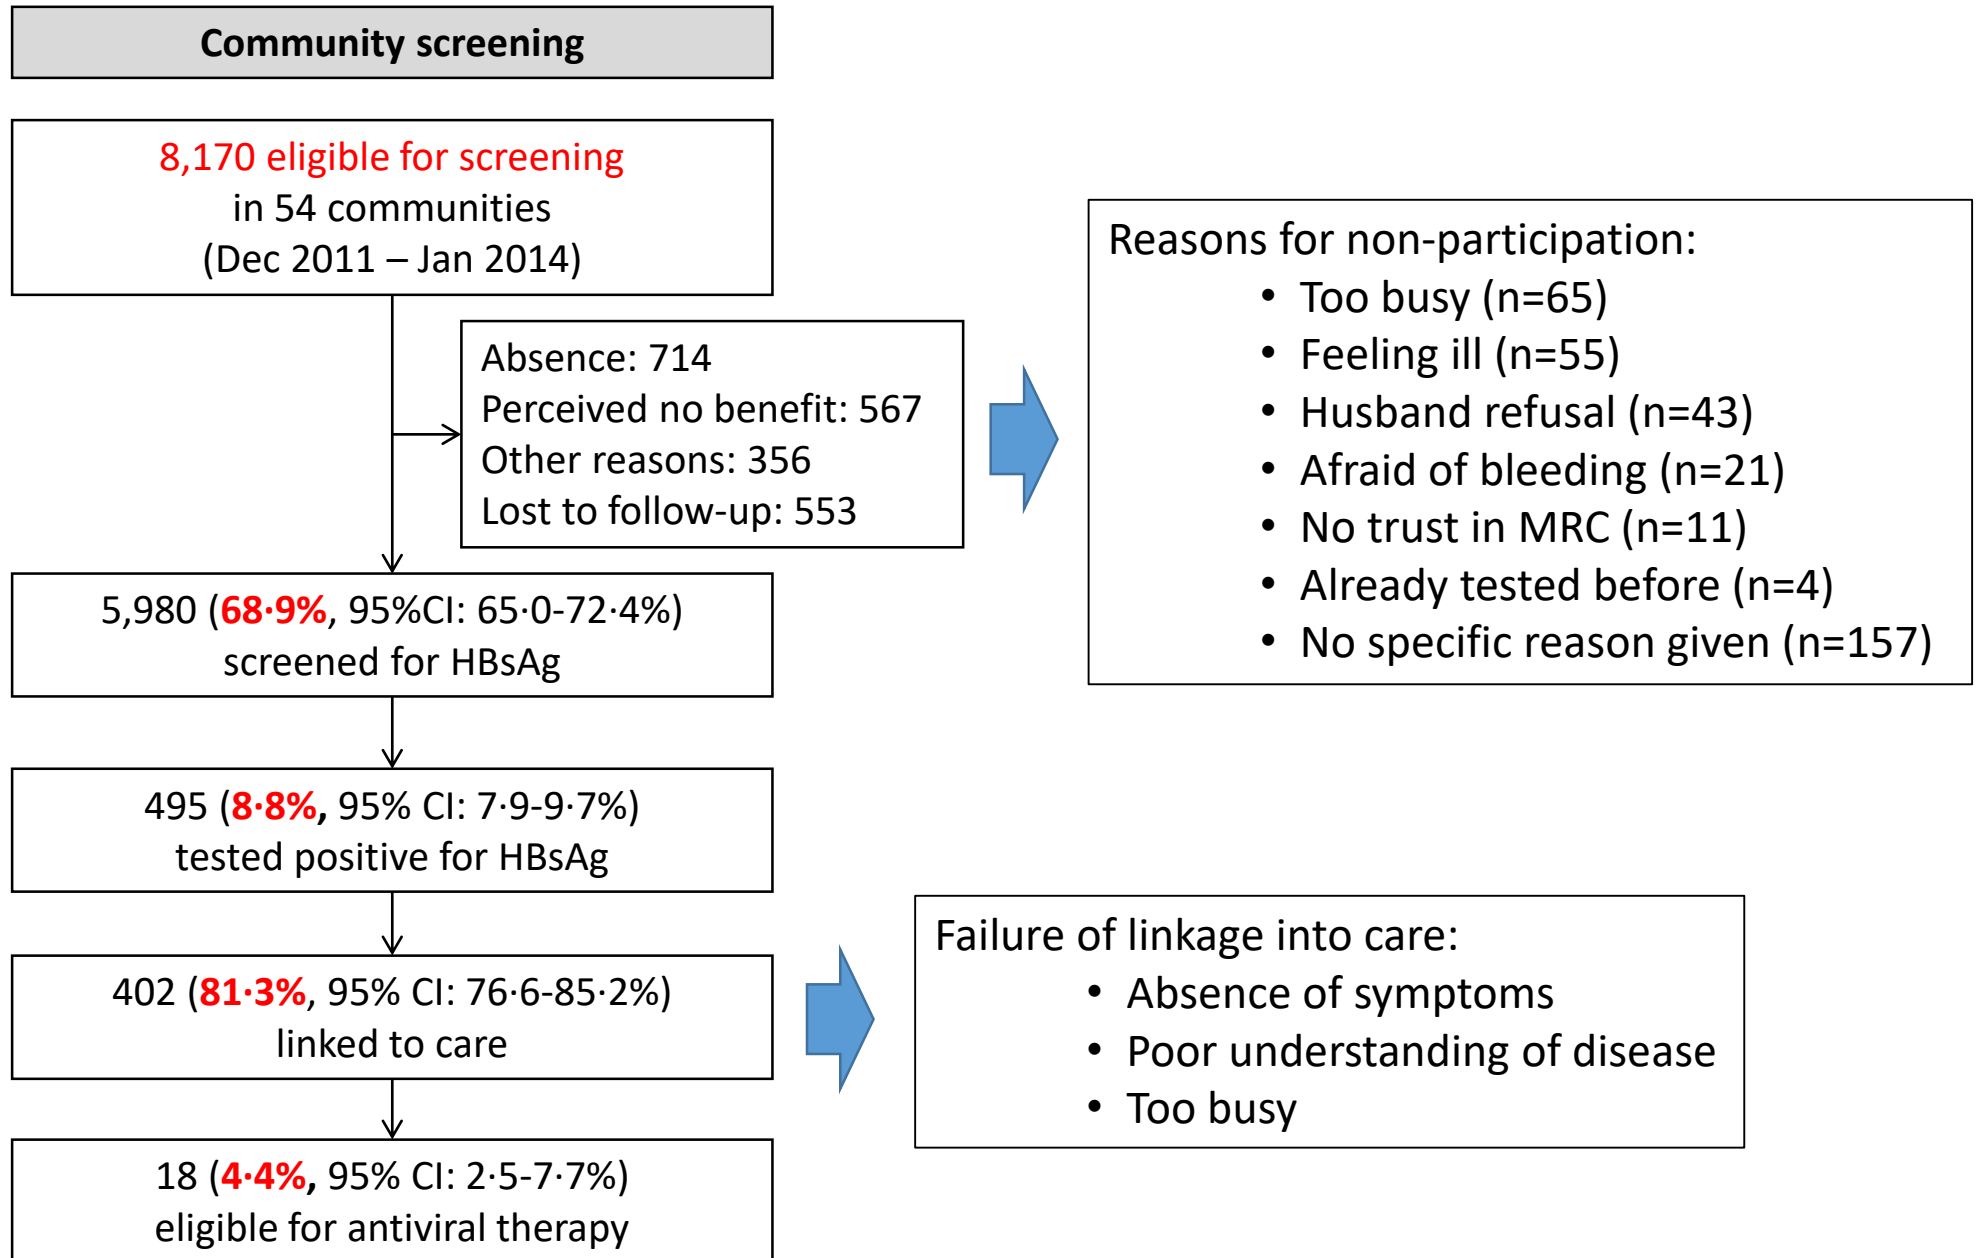 Community screening
8,170 eligible for screening
in 54 communities
(Dec 2011 – Jan 2014)
Absence: 714
Perceived no benefit: 567
Other reasons: 356
Lost to follow-up: 553
Reasons for non-participation:
• Too busy (n=65)
• Feeling ill (n=55)
• Husband refusal (n=43)
• Afraid of bleeding (n=21)
• No trust in MRC (n=11)
• Already tested before (n=4)
• No specific reason given (n=157)
5,980 (68·9%, 95%CI: 65·0-72·4%)
screened for HBsAg
495 (8·8%, 95% CI: 7·9-9·7%)
tested positive for HBsAg
402 (81·3%, 95% CI: 76·6-85·2%)
linked to care
Failure of linkage into care:
• Absence of symptoms
• Poor understanding of disease
• Too busy
18 (4·4%, 95% CI: 2·5-7·7%)
eligible for antiviral therapy